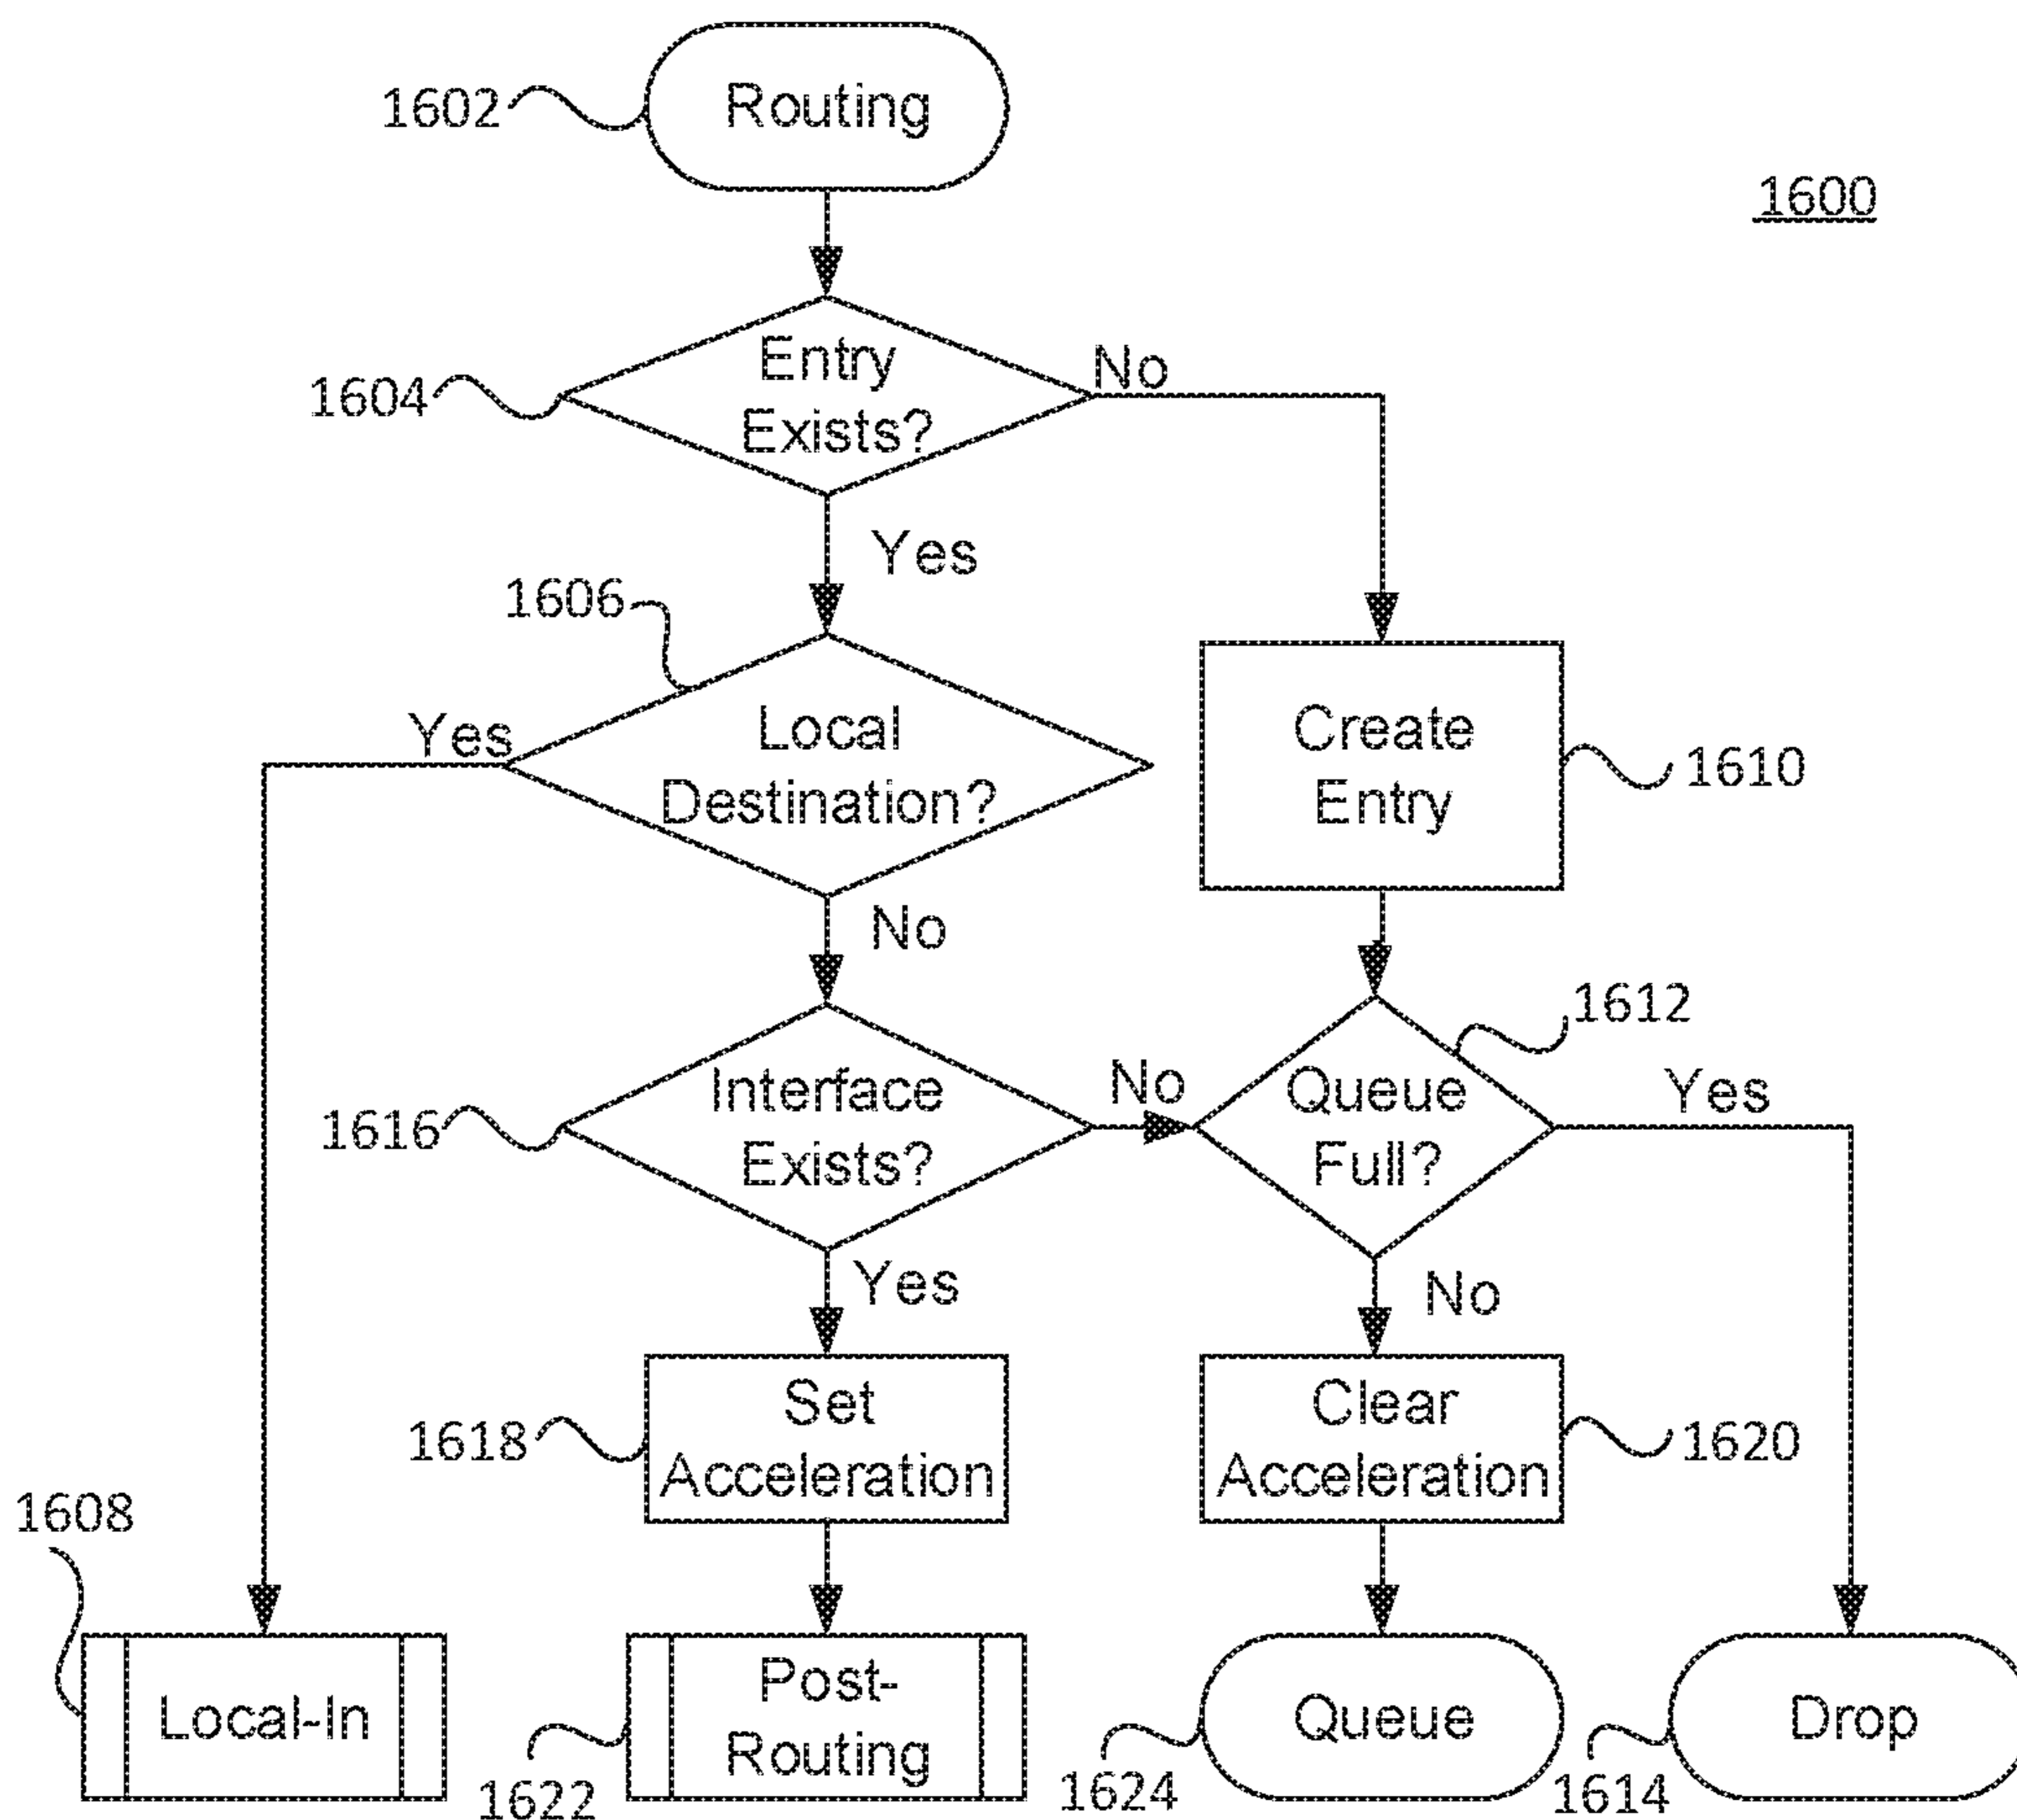 Routing
1602
1600
Entry
Exists?
No
1604
Yes
1606
Local
Destination?
Yes
Create
Entry
1610
No
1612
Interface
Exists?
No
1616
Queue
Full?
Yes
Yes
No
Set
Acceleration
1618
Clear
Acceleration
1620
1608
Local-In
Post-
Routing
1622
Queue
1624
Drop
1614